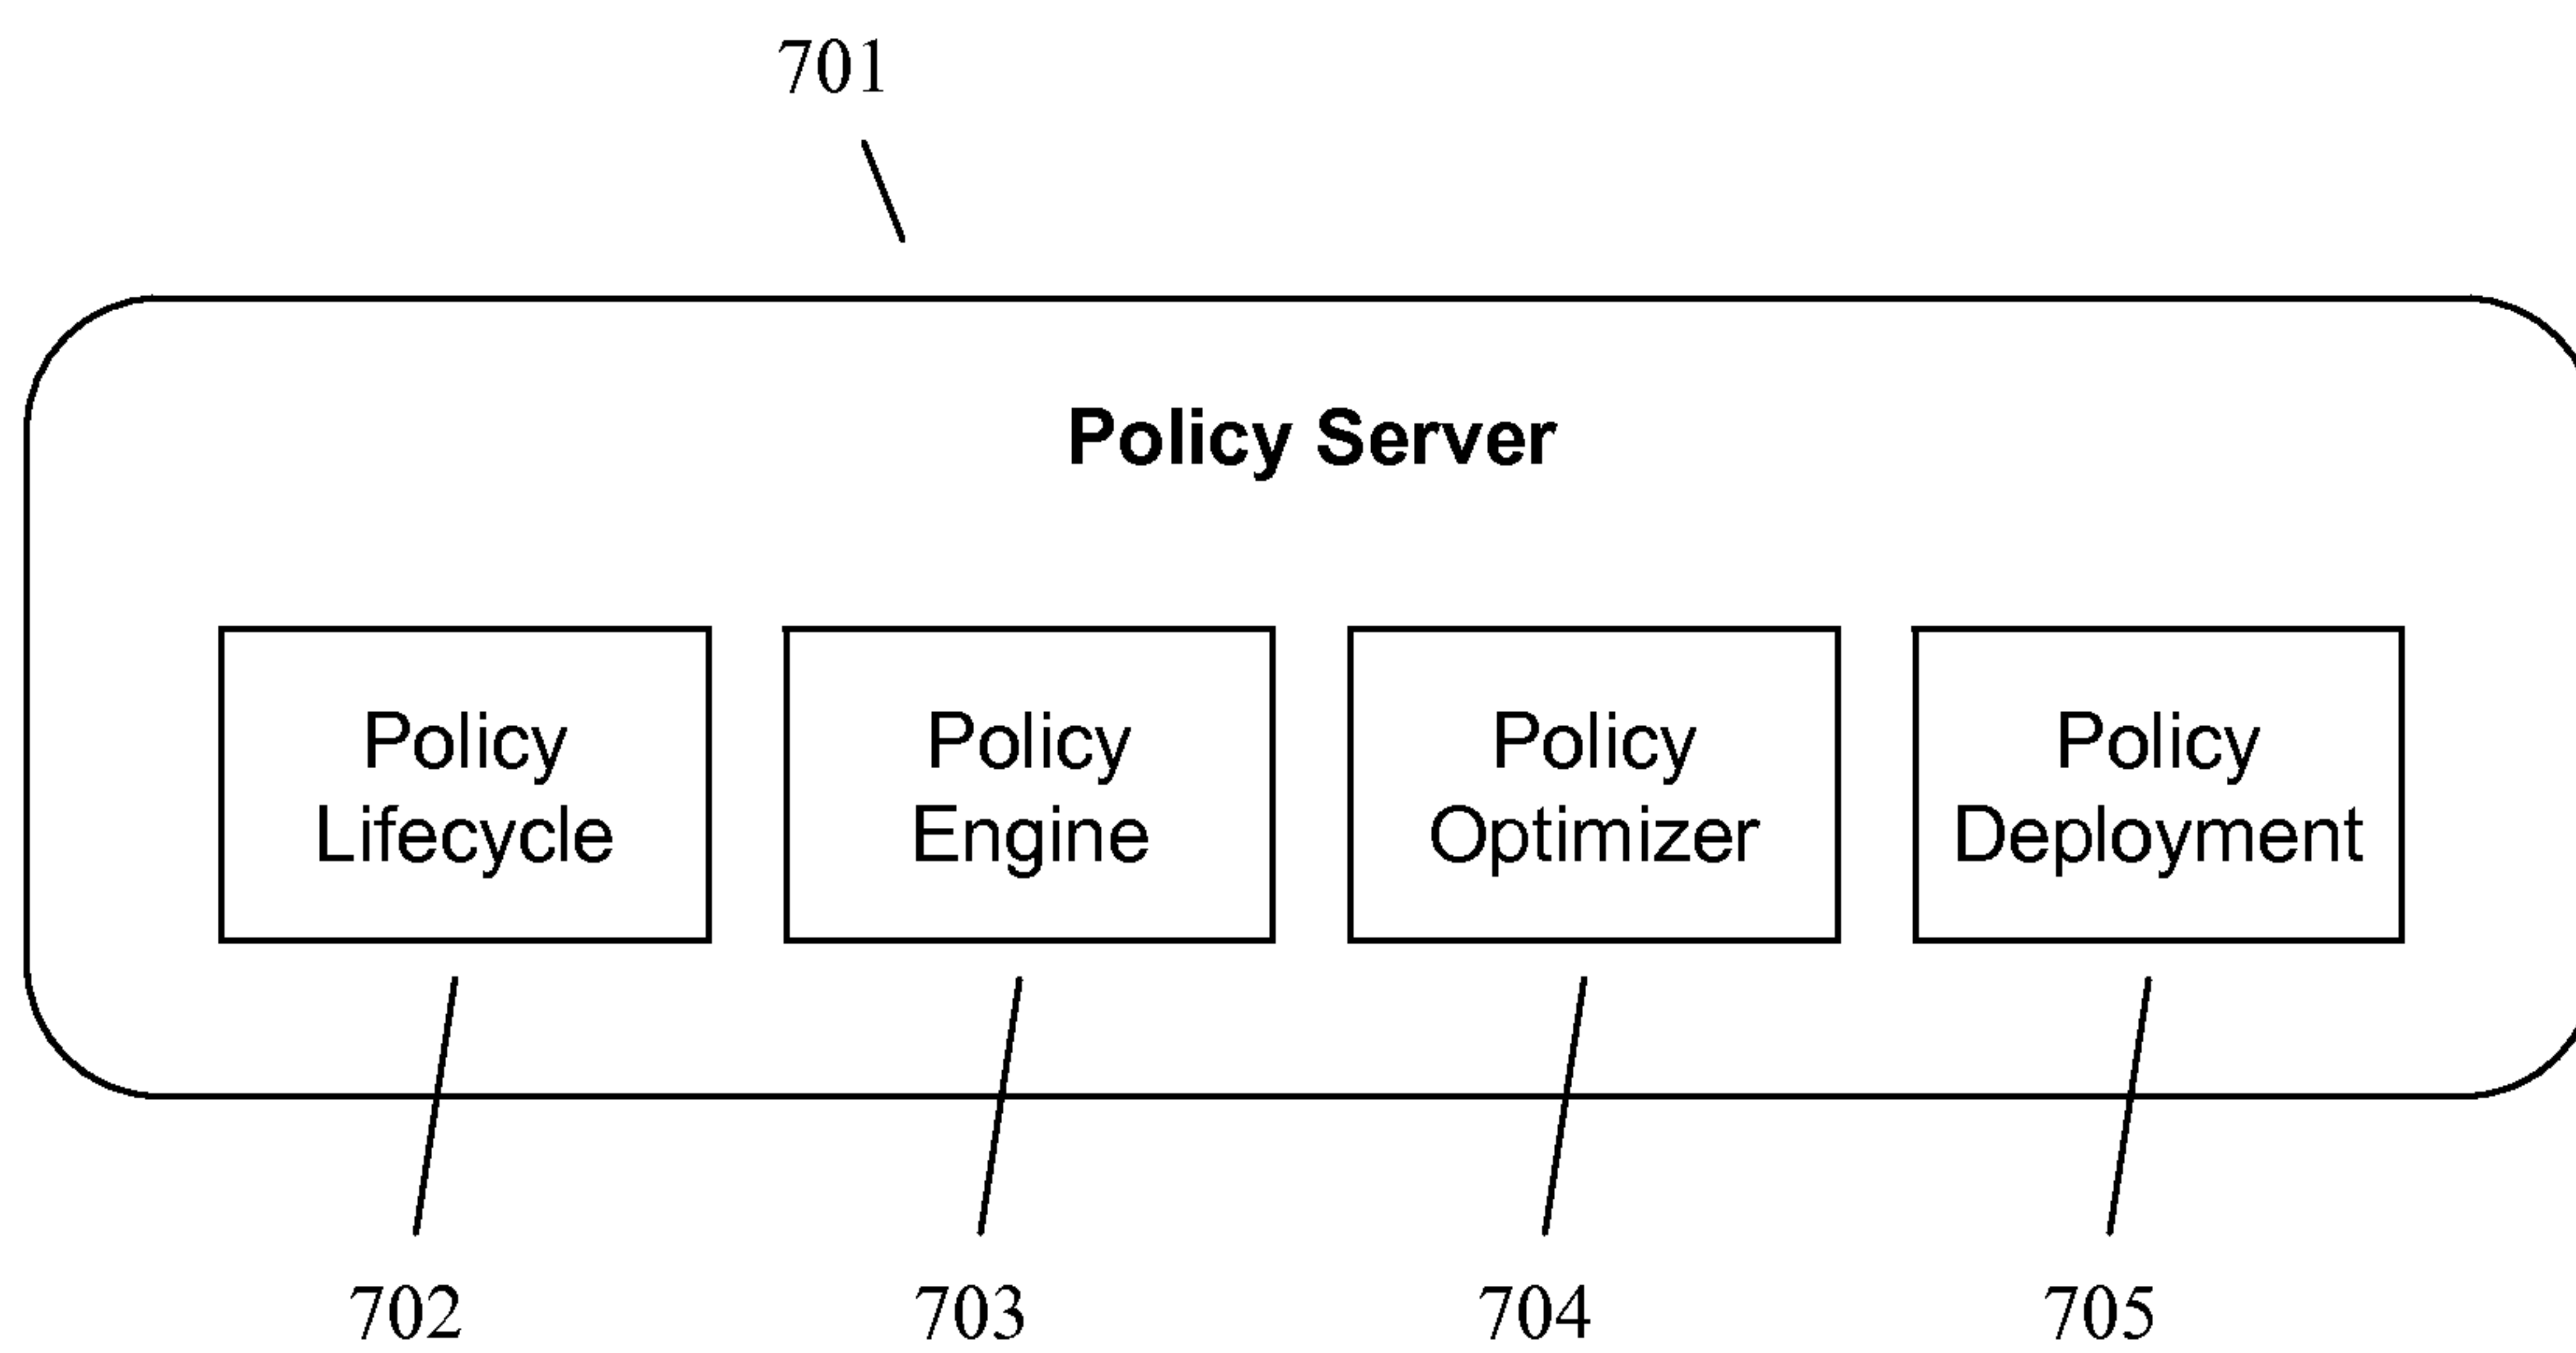 701
Policy Server
Policy
Lifecycle
Policy
Engine
Policy
Optimizer
Policy
Deployment
702
703
704
705